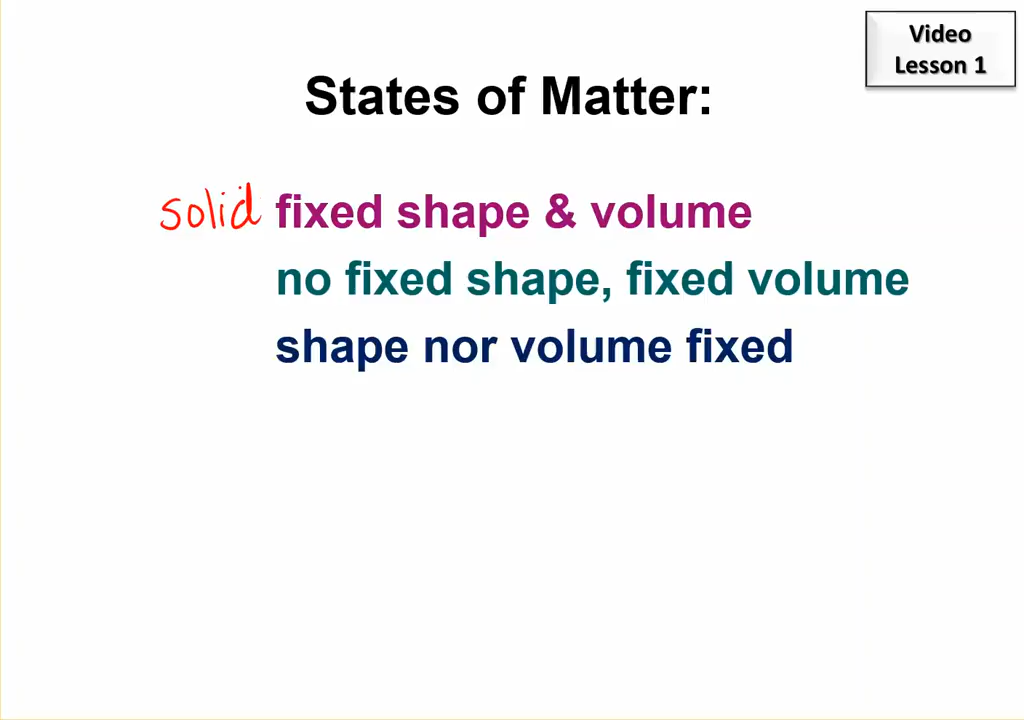 Video
Lesson 1
States of Matter:
solid fixed shape & volume
no fixed shape, fixed volume
shape nor volume fixed